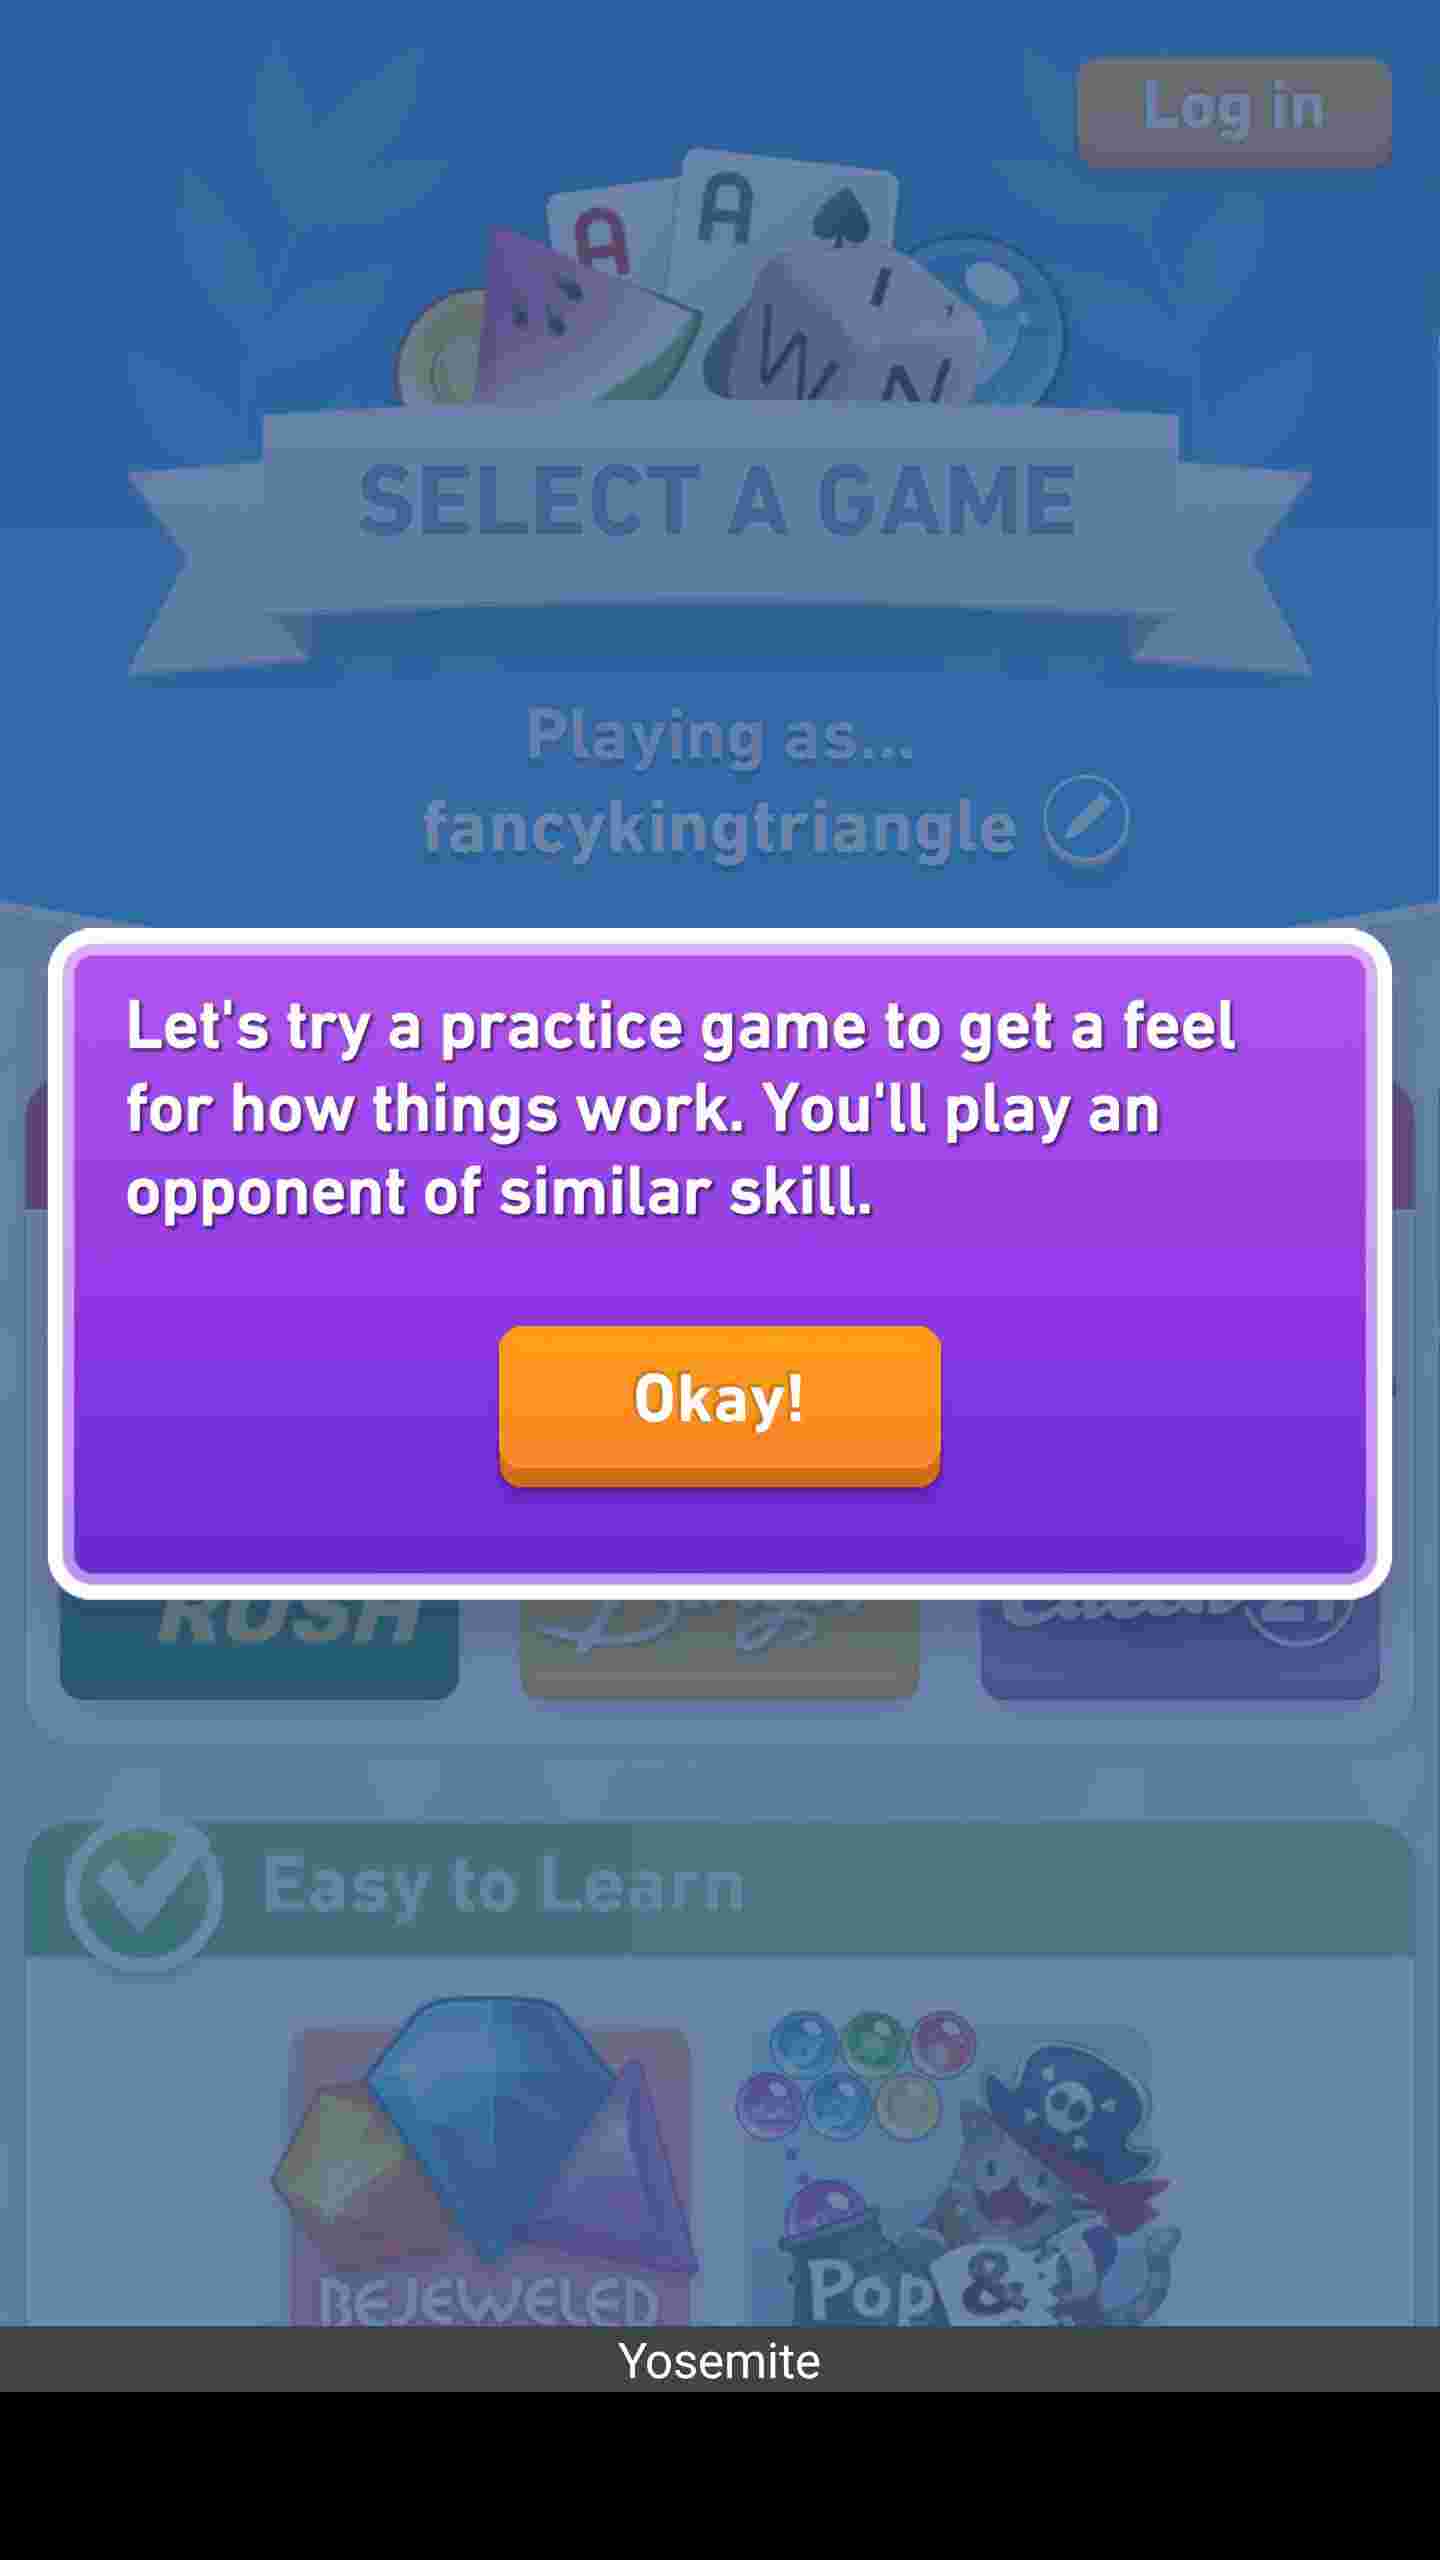 Log in
A
A
W
I
N
SELECT A GAME
Playing as...
fancykingtriangle
Let's try a practice game to get a feel
for how things work. You'll play an
opponent of similar skill.
Okay!
RUSH
21
Easy to Learn
BEJEWELED
Pop &
Yosemite